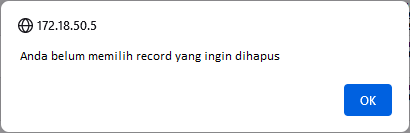 172.18.50.5
Anda belum memilih record yang ingin dihapus
OK